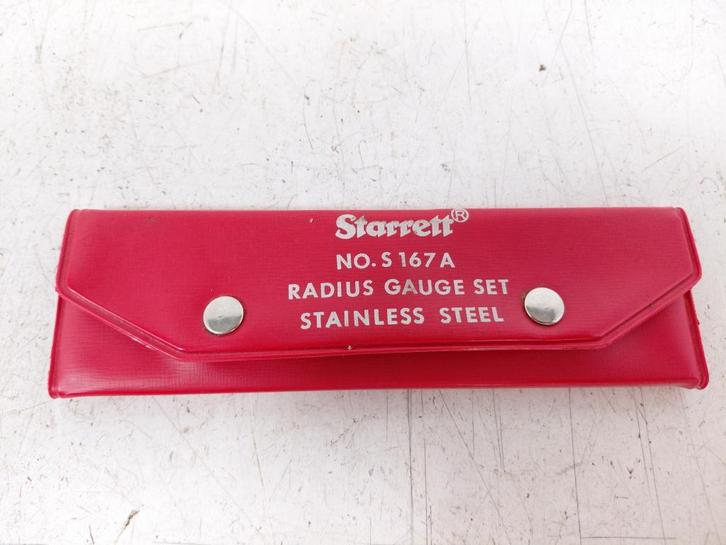 Starrett®
NO. S 167 A
RADIUS GAUGE SET
STAINLESS STEEL